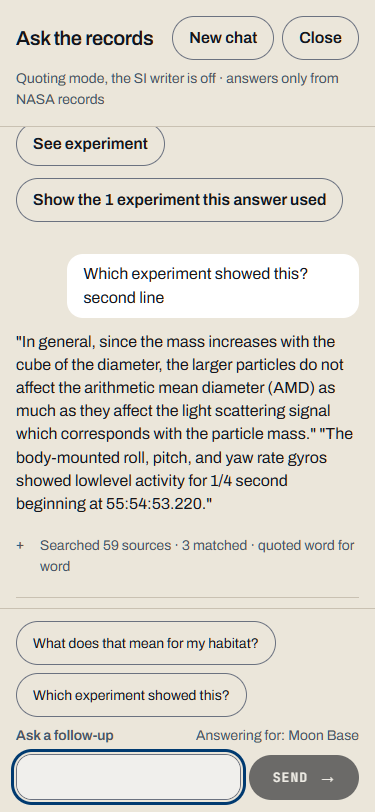 Ask the records
New chat
Close
Quoting mode, the SI writer is off · answers only from
NASA records
See experiment
Show the 1 experiment this answer used
Which experiment showed this?
second line
"In general, since the mass increases with the
cube of the diameter, the larger particles do not
affect the arithmetic mean diameter (AMD) as
much as they affect the light scattering signal
which corresponds with the particle mass." "The
body-mounted roll, pitch, and yaw rate gyros
showed lowlevel activity for 1/4 second
beginning at 55:54:53.220."
+ Searched 59 sources · 3 matched · quoted word for
word
What does that mean for my habitat?
Which experiment showed this?
Ask a follow-up
Answering for: Moon Base
SEND →